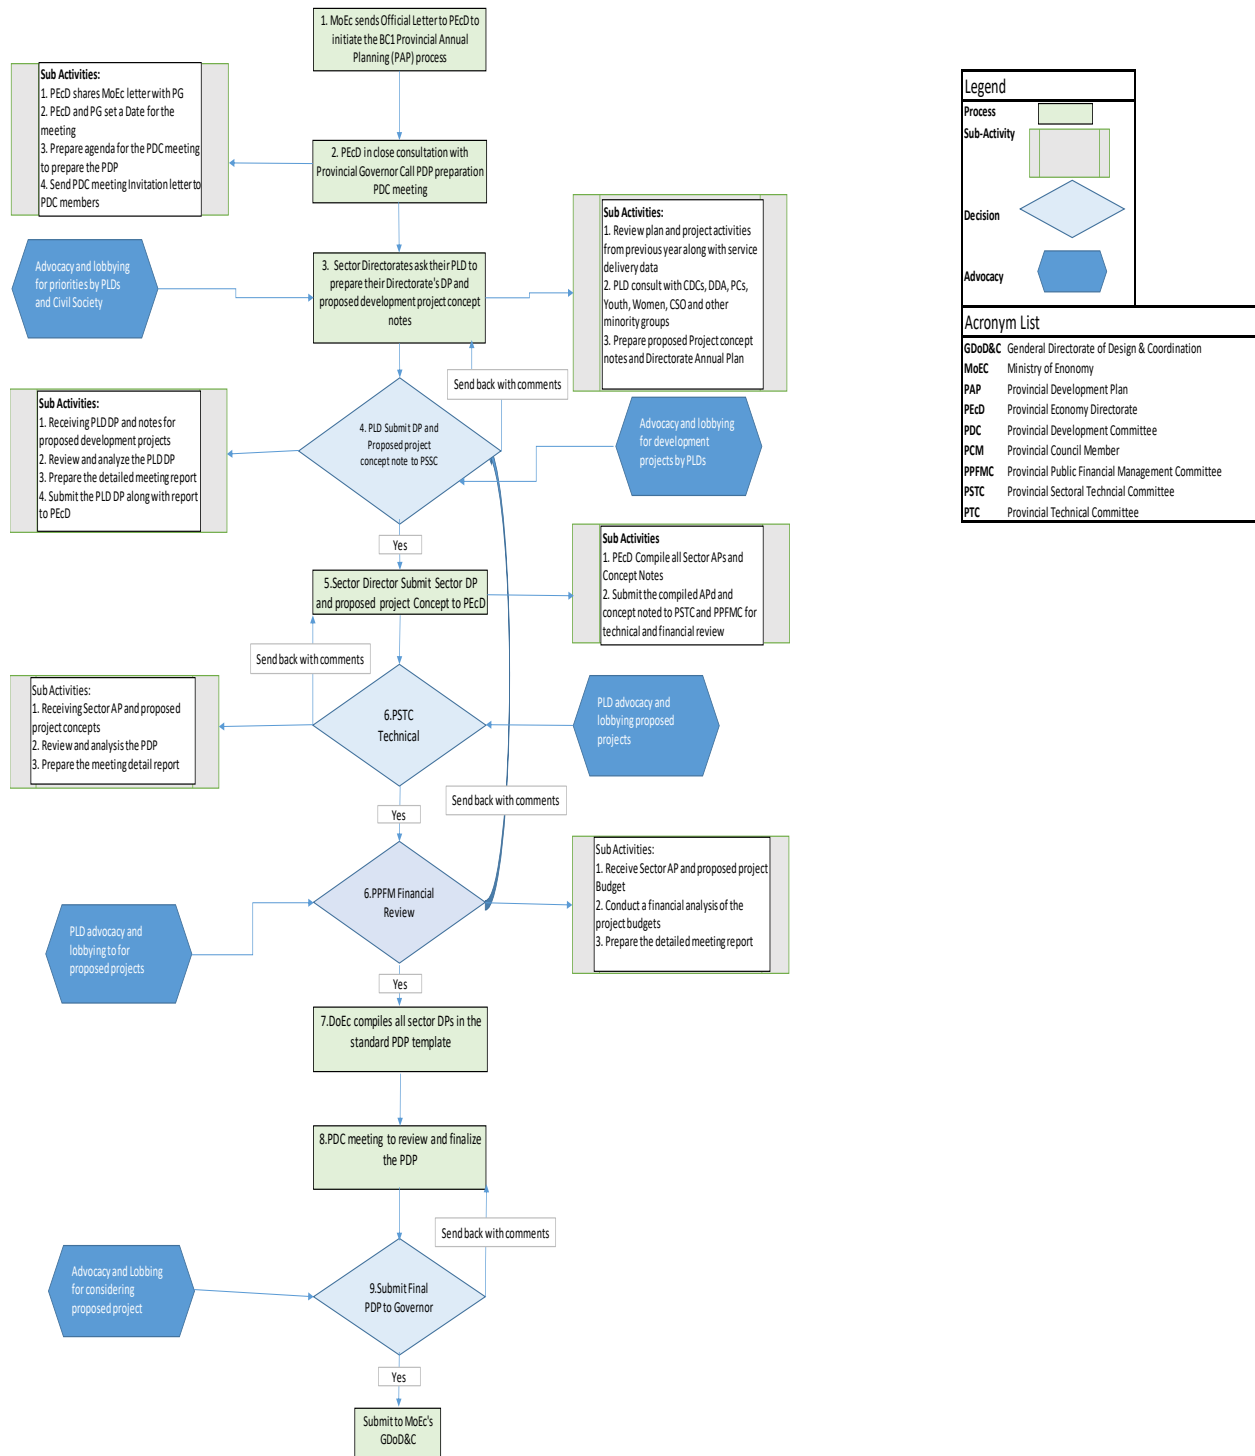 1. MoEc sends Official Letter to PEcD to
initiate the BC1 Provincial Annual
Planning (PAP) process
Sub Activities:
1. PEcD shares MoEc letter with PG
2. PEcD and PG set a Date for the
meeting
3. Prepare agenda for the PDC meeting
to prepare the PDP
4. Send PDC meeting Invitation letter to
PDC members
2. PEcD in close consultation with
Provincial Governor Call PDP preparation
PDC meeting
Sub Activities:
1. Review plan and project activities
from previous year along with service
delivery data
2. PLD consult with CDCs, DDA, PCs,
Youth, Women, CSO and other
minority groups
3. Prepare proposed Project concept
notes and Directorate Annual Plan
Advocacy and lobbying
for priorities by PLDs
and Civil Society
3. Sector Directorates ask their PLD to
prepare their Directorate's DP and
proposed development project concept
notes
Send back with comments
Sub Activities:
1. Receiving PLD DP and notes for
proposed development projects
2. Review and analyze the PLD DP
3. Prepare the detailed meeting report
4. Submit the PLD DP along with report
to PEcD
4. PLD Submit DP and
Proposed project
concept note to PSSC
Advocacy and lobbying
for development
projects by PLDs
Yes
Sub Activities
1. PEcD Compile all Sector APs and
Concept Notes
2. Submit the compiled APd and
concept noted to PSTC and PPFMC for
technical and financial review
5.Sector Director Submit Sector DP
and proposed project Concept to PEcD
Send back with comments
Sub Activities:
1. Receiving Sector AP and proposed
project concepts
2. Review and analysis the PDP
3. Prepare the meeting detail report
6.PSTC
Technical
PLD advocacy and
lobbying proposed
projects
Send back with comments
Yes
Sub Activities:
1. Receive Sector AP and proposed project
Budget
2. Conduct a financial analysis of the
project budgets
3. Prepare the detailed meeting report
6.PPFM Financial
Review
PLD advocacy and
lobbying to for
proposed projects
Yes
7.DoEc compiles all sector DPs in the
standard PDP template
8.PDC meeting to review and finalize
the PDP
Send back with comments
Advocacy and Lobbing
for considering
proposed project
9.Submit Final
PDP to Governor
Yes
Submit to MoEc's
GDoD&C
Legend
Process
Sub-Activity
Decision
Advocacy
Acronym List
GDoD&C Genderal Directorate of Design & Coordination
MoEC Ministry of Enonomy
PAP Provincial Development Plan
PEcD Provincial Economy Directorate
PDC Provincial Development Committee
PCM Provincial Council Member
PPFMC Provincial Public Financial Management Committee
PSTC Provincial Sectoral Techncial Committee
PTC Provincial Technical Committee